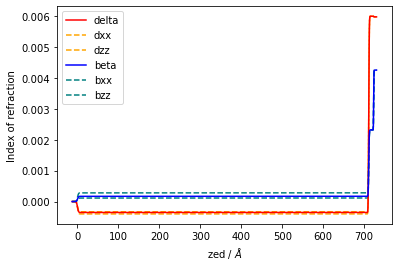 0.006
0.005
0.004
0.003
0.002
0.001
0.000
Index of refraction
delta
dxx
dzz
beta
bxx
bzz
0 100 200 300 400 500 600 700
zed / Å